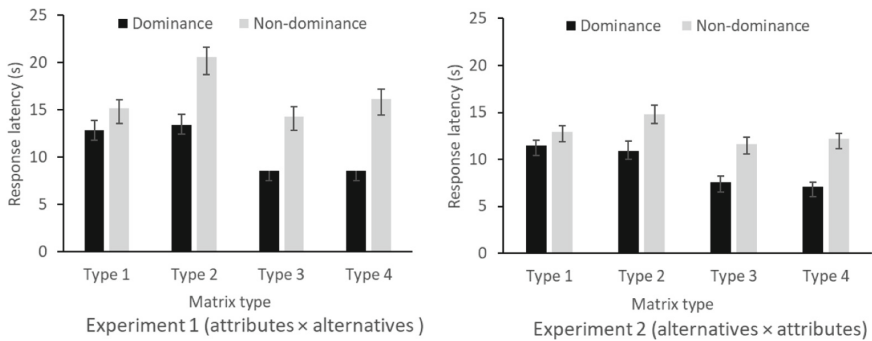 Dominance Non-dominance
Response latency (s)
25
20
15
10
5
0
Type 1 Type 2 Type 3 Type 4
Matrix type
Experiment 1 (attributes × alternatives )
Dominance Non-dominance
Response latency (s)
25
20
15
10
5
0
Type 1 Type 2 Type 3 Type 4
Matrix type
Experiment 2 (alternatives × attributes)